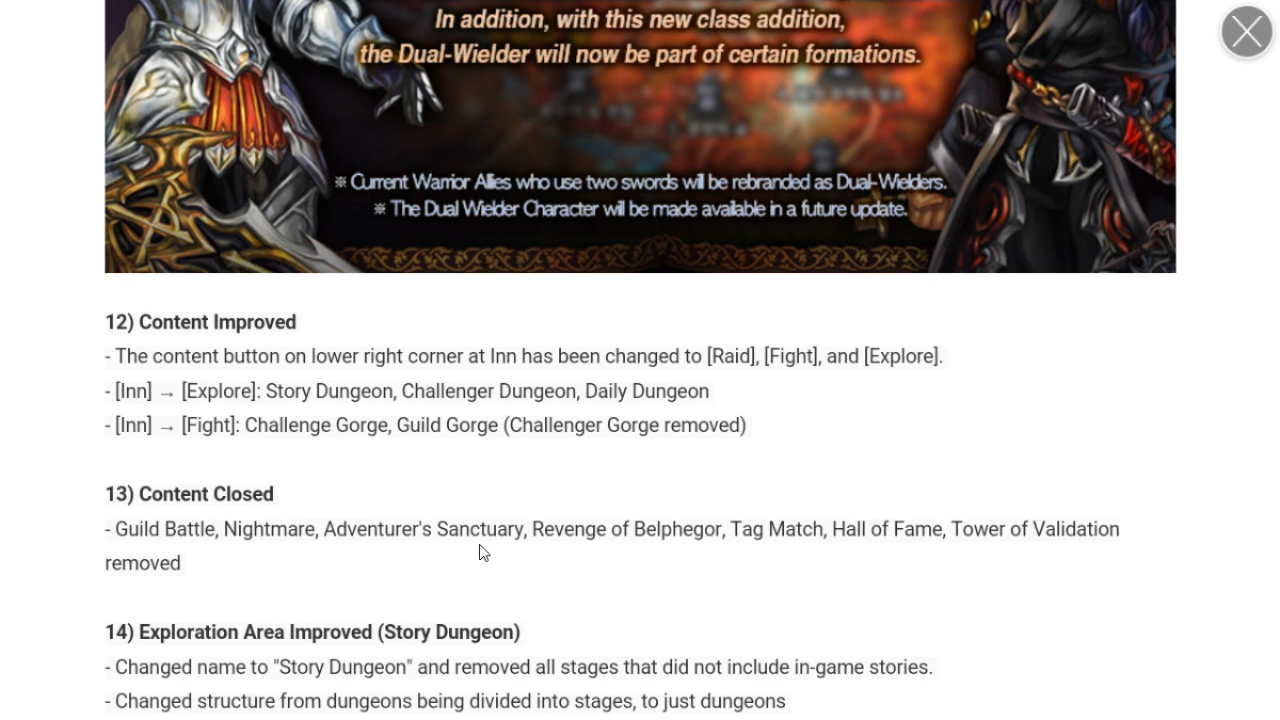 In addition, with this new class addition,
the Dual-Wielder will now be part of certain formations.
※ Current Warrior Allies who use two swords will be rebranded as Dual-Wielders.
※ The Dual Wielder Character will be made available in a future update.
12) Content Improved
- The content button on lower right corner at Inn has been changed to [Raid], [Fight], and [Explore].
- [Inn] → [Explore]: Story Dungeon, Challenger Dungeon, Daily Dungeon
- [Inn] → [Fight]: Challenge Gorge, Guild Gorge (Challenger Gorge removed)
13) Content Closed
- Guild Battle, Nightmare, Adventurer's Sanctuary, Revenge of Belphegor, Tag Match, Hall of Fame, Tower of Validation
removed
14) Exploration Area Improved (Story Dungeon)
- Changed name to "Story Dungeon" and removed all stages that did not include in-game stories.
- Changed structure from dungeons being divided into stages, to just dungeons